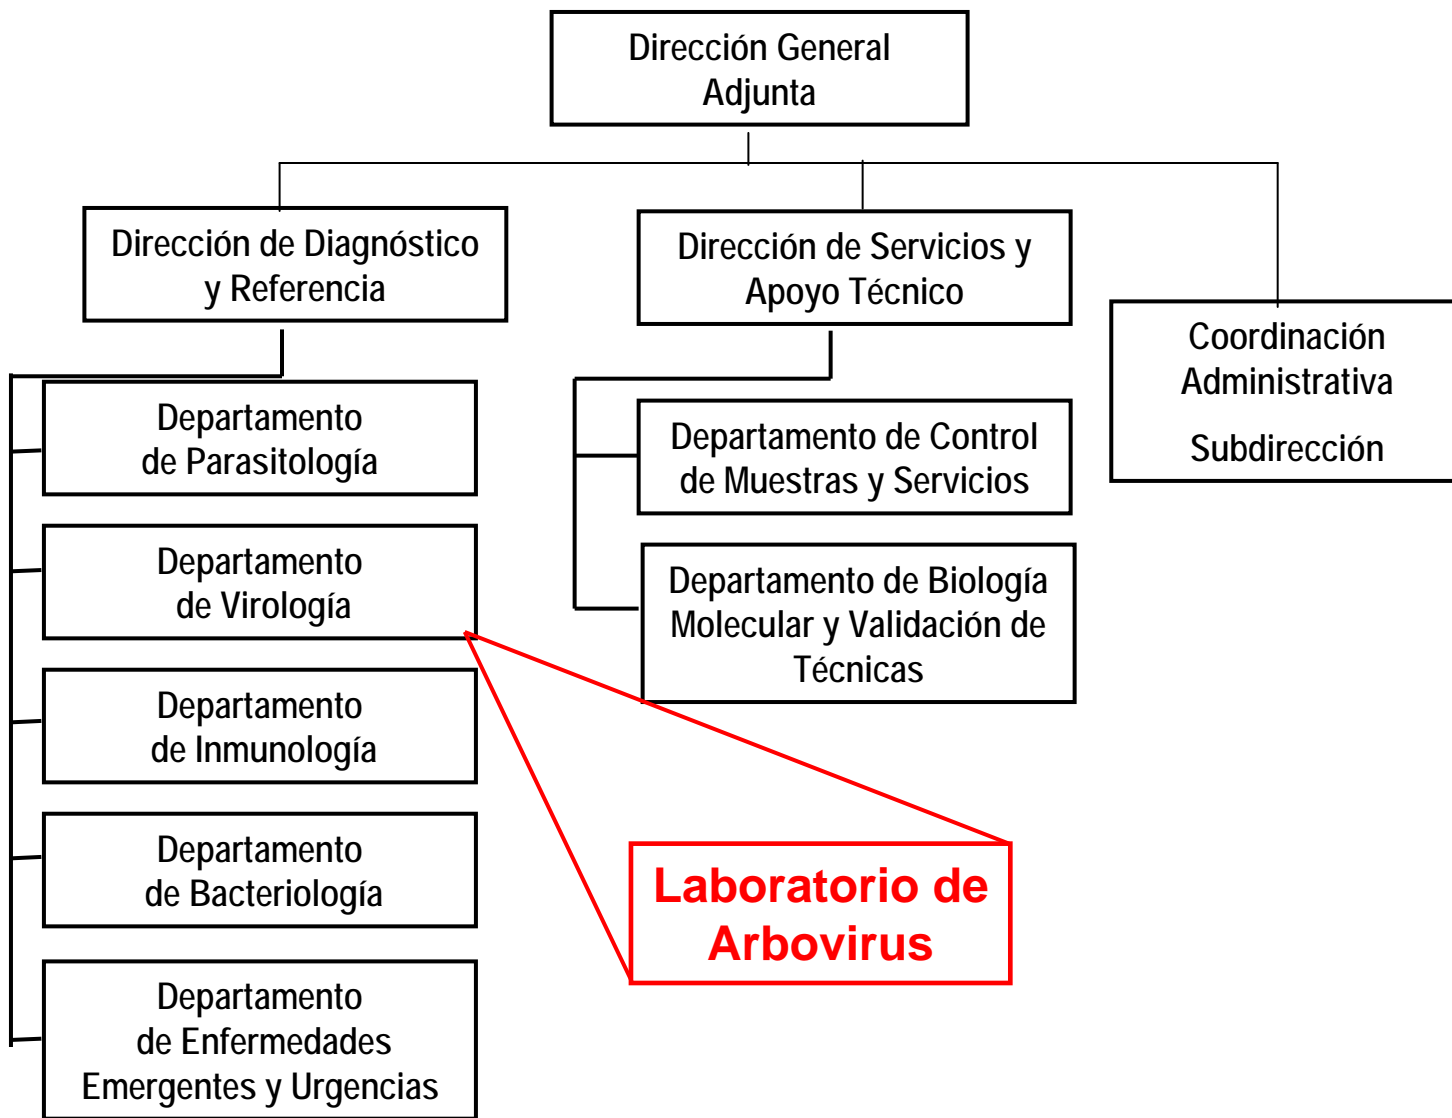 Dirección General
Adjunta
Dirección de Diagnóstico
y Referencia
Dirección de Servicios y
Apoyo Técnico
Coordinación
Administrativa
Subdirección
Departamento
de Parasitología
Departamento
de Virología
Departamento
de Inmunología
Departamento
de Bacteriología
Departamento
de Enfermedades
Emergentes y Urgencias
Departamento de Control
de Muestras y Servicios
Departamento de Biología
Molecular y Validación de
Técnicas
Laboratorio de
Arbovirus